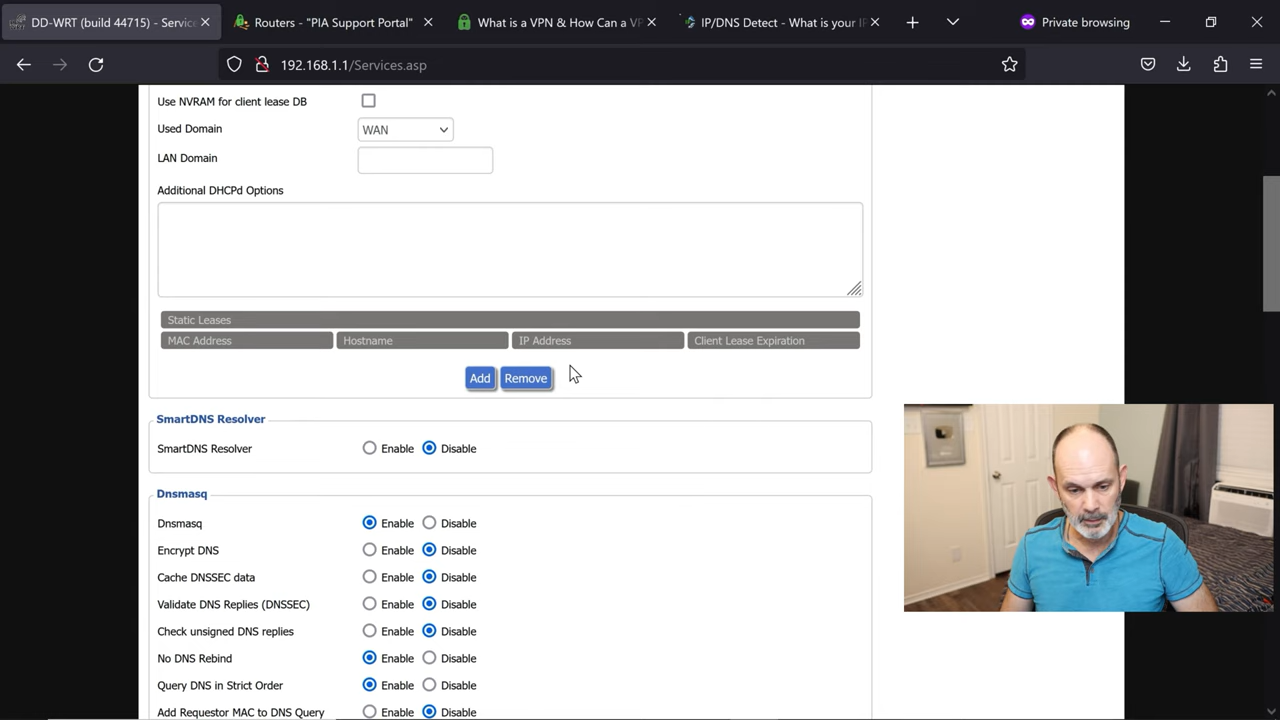 DD-WRT (build 44715) - Service
Routers - "PIA Support Portal"
What is a VPN & How Can a VP
IP/DNS Detect - What is your IP
Private browsing
192.168.1.1/Services.asp
Use NVRAM for client lease DB
Used Domain
WAN
LAN Domain
Additional DHCPd Options
Static Leases
MAC Address
Hostname
IP Address
Client Lease Expiration
Add
Remove
SmartDNS Resolver
SmartDNS Resolver
Enable
Disable
Dnsmasq
Dnsmasq
Enable
Disable
Encrypt DNS
Enable
Disable
Cache DNSSEC data
Enable
Disable
Validate DNS Replies (DNSSEC)
Enable
Disable
Check unsigned DNS replies
Enable
Disable
No DNS Rebind
Enable
Disable
Query DNS in Strict Order
Enable
Disable
Add Requestor MAC to DNS Query
Enable
Disable